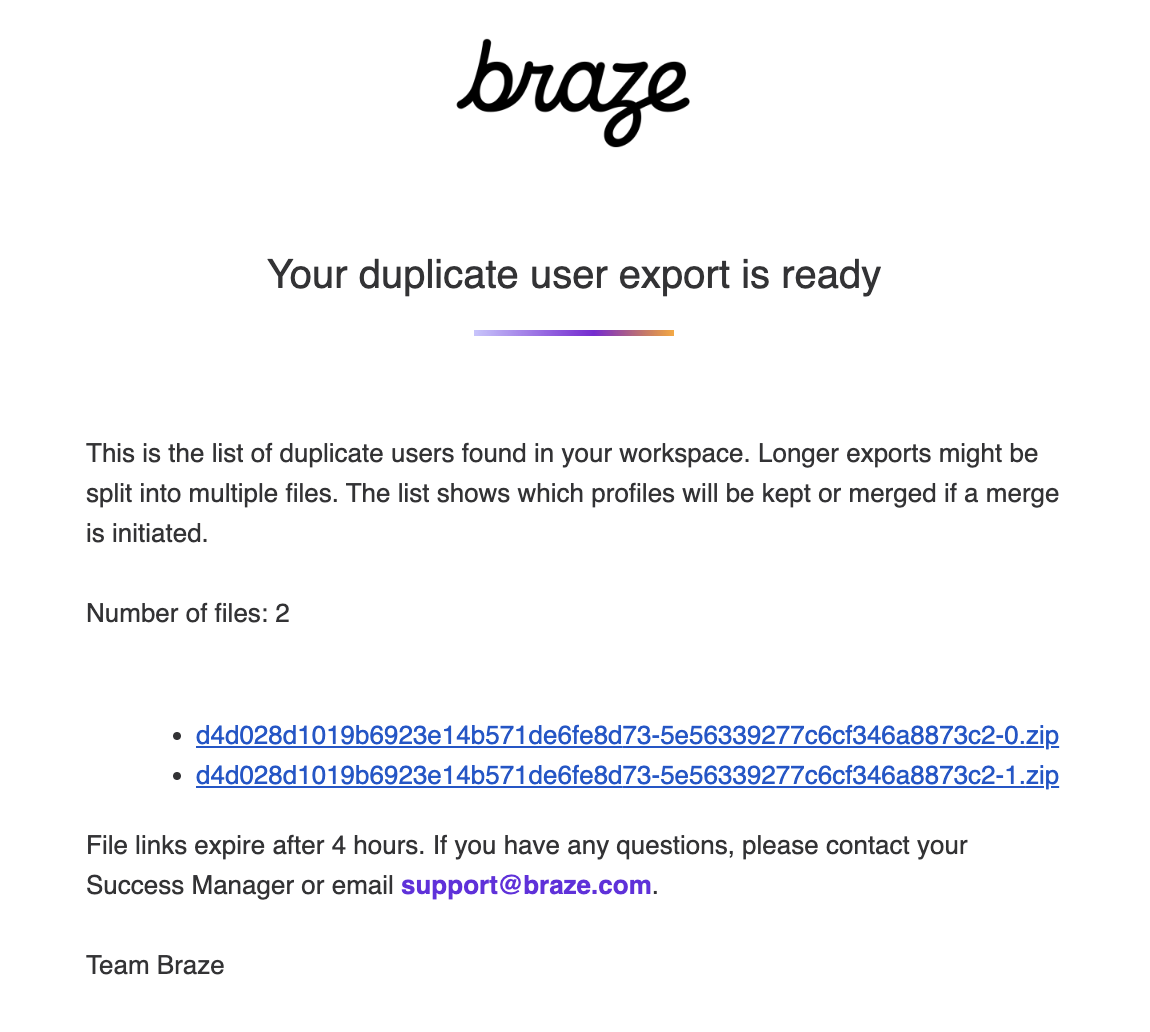 braze
Your duplicate user export is ready
This is the list of duplicate users found in your workspace. Longer exports might be
split into multiple files. The list shows which profiles will be kept or merged if a merge
is initiated.
Number of files: 2
• d4d028d1019b6923e14b571de6fe8d73-5e56339277c6cf346a8873c2-0.zip
• d4d028d1019b6923e14b571de6fe8d73-5e56339277c6cf346a8873c2-1.zip
File links expire after 4 hours. If you have any questions, please contact your
Success Manager or email support@braze.com.
Team Braze